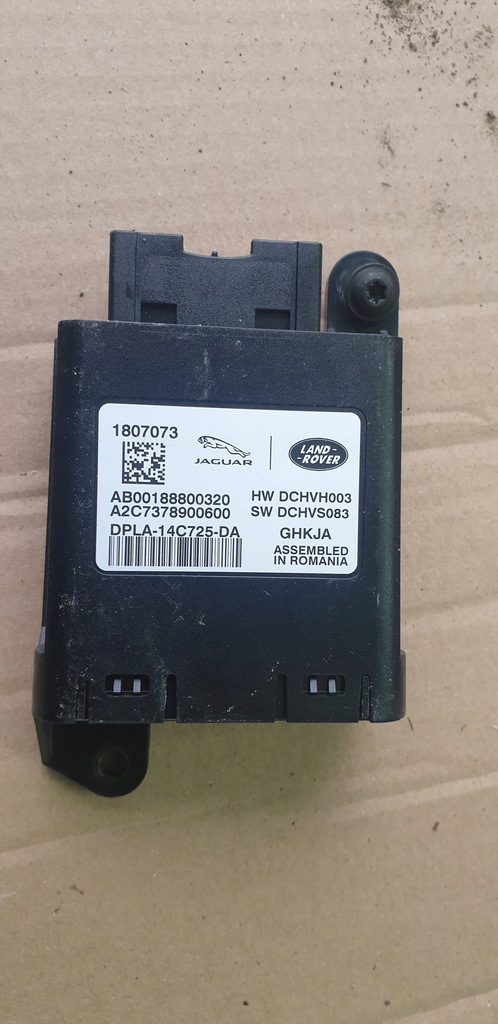 1807073
JAGUAR
LAND-
-ROVER
AB00188800320
HW DCHVH003
A2C7378900600
SW DCHVS083
DPLA-14C725-DA
GHKJA
ASSEMBLED
IN ROMANIA